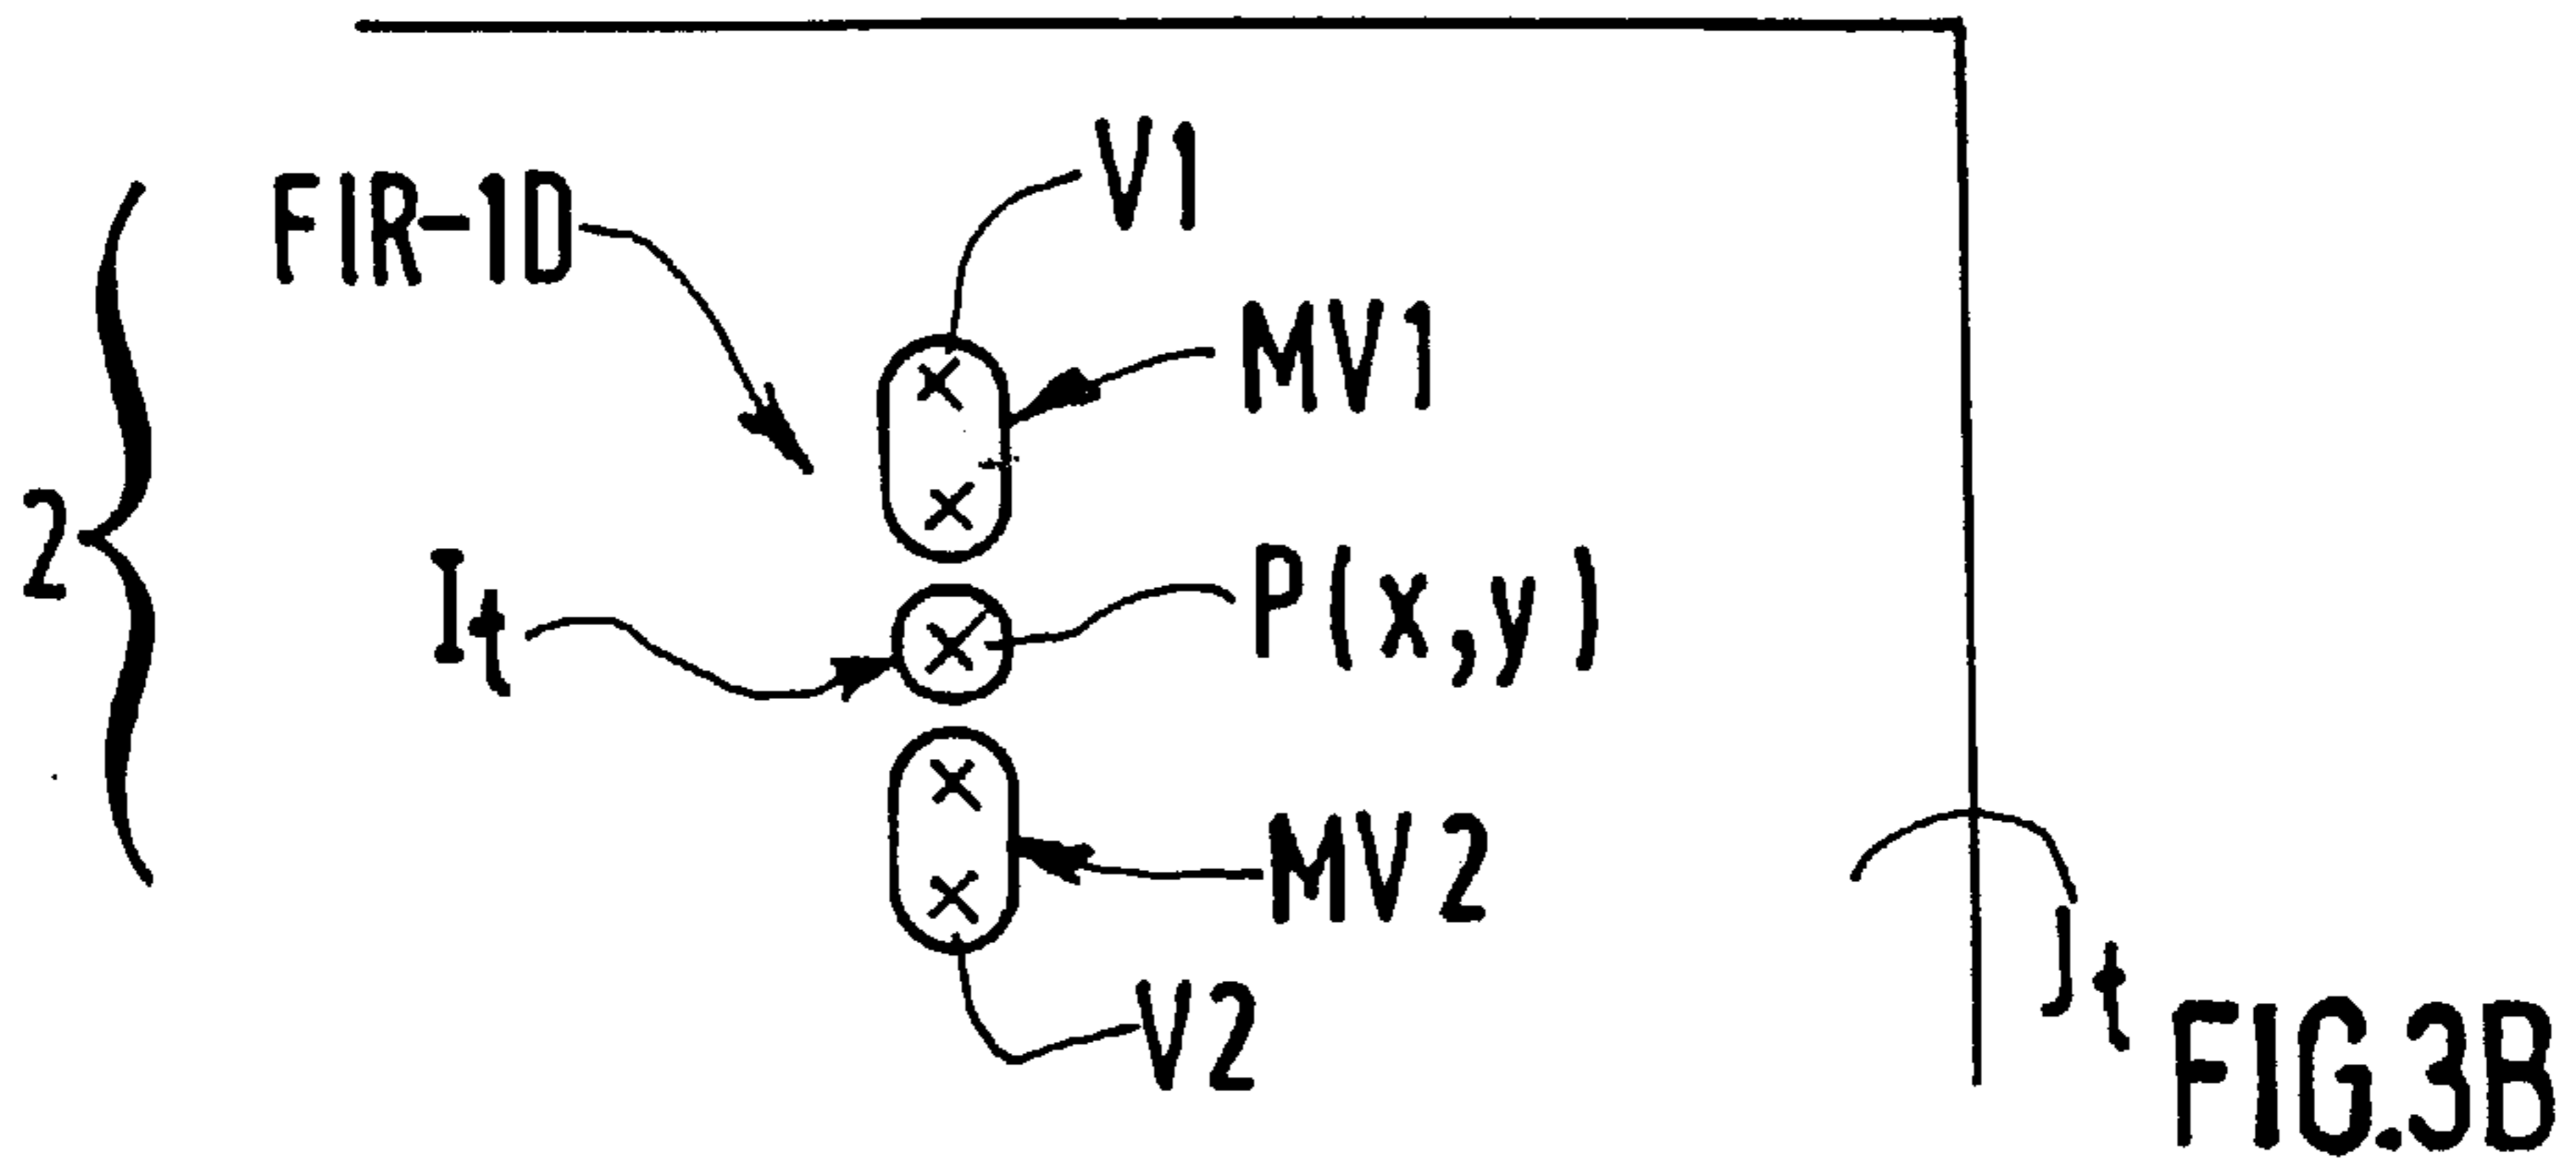 V1
FIR-1D
MV1
2
It
P(x,y)
MV2
V2
Jt
FIG.3B